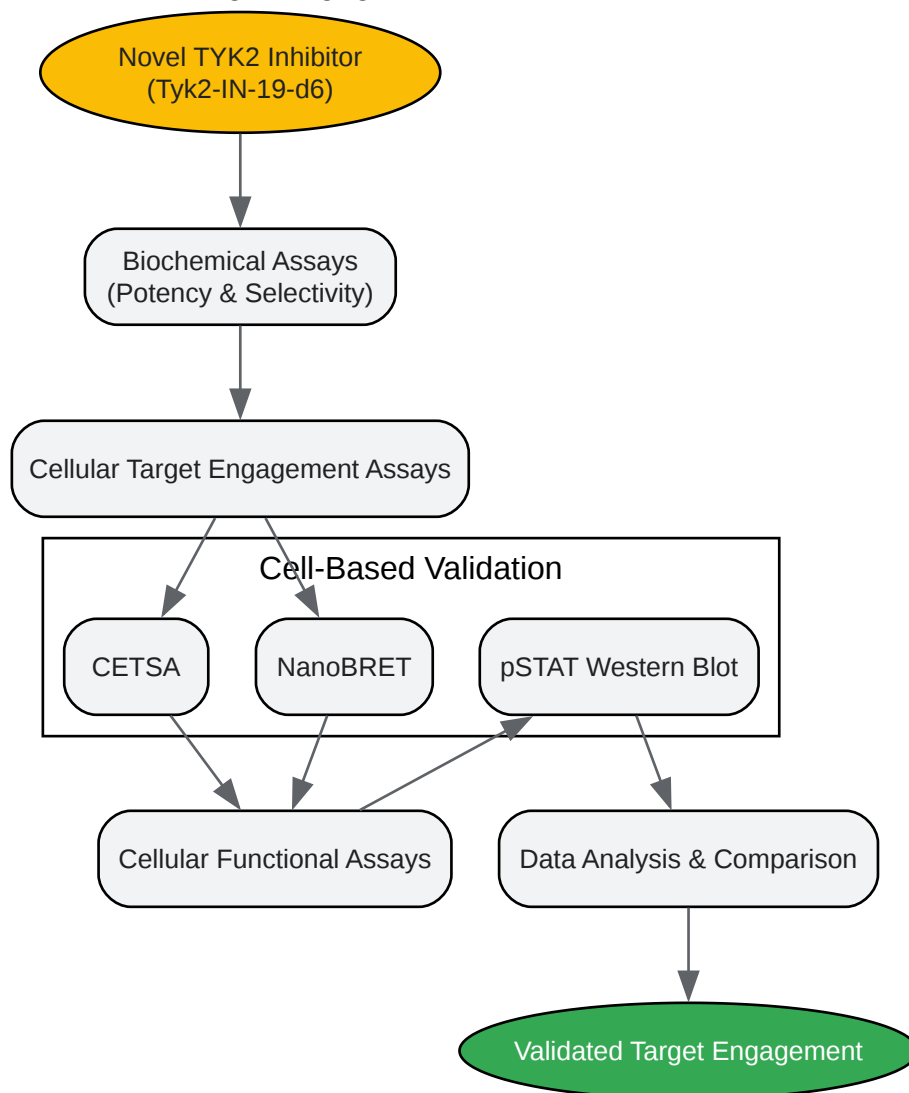 Novel TYK2 Inhibitor
(Tyk2-IN-19-d6)
Biochemical Assays
(Potency & Selectivity)
Cellular Target Engagement Assays
Cell-Based Validation
CETSA
NanoBRET
pSTAT Western Blot
Cellular Functional Assays
Data Analysis & Comparison
Validated Target Engagement